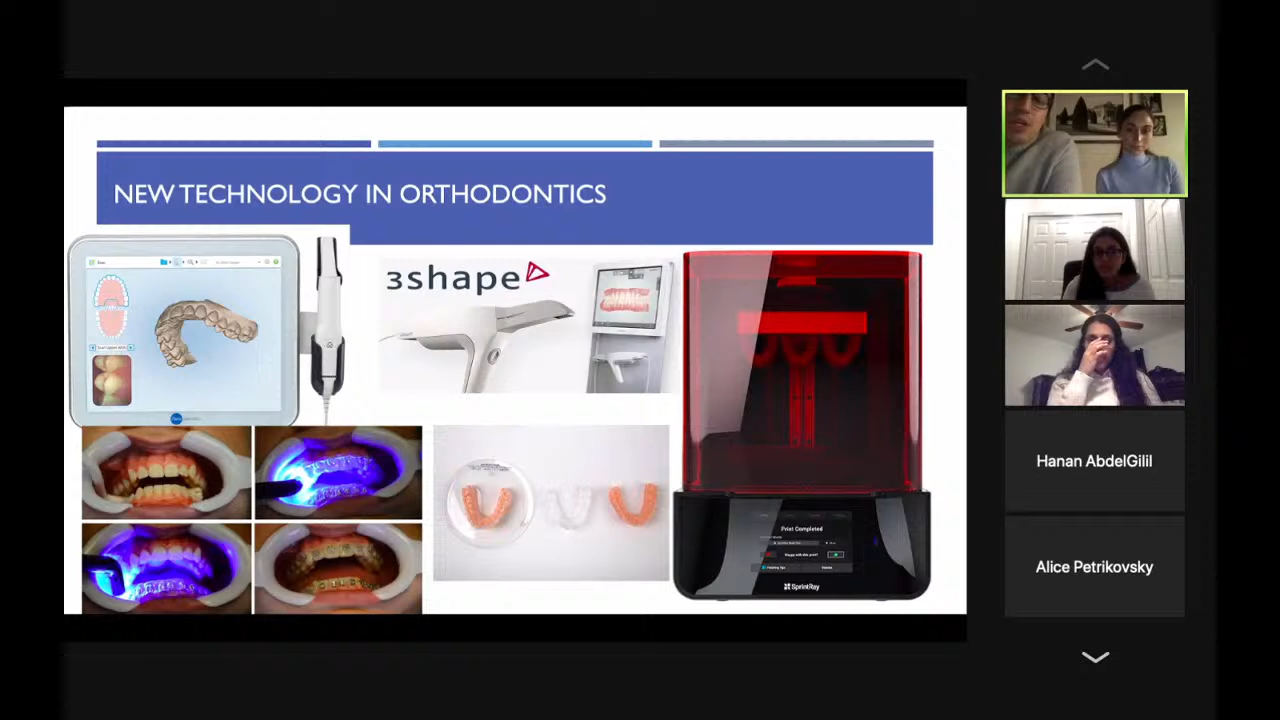 NEW TECHNOLOGY IN ORTHODONTICS
3shape
Print Completed
SprintRay
Hanan AbdelGilil
Alice Petrikovsky